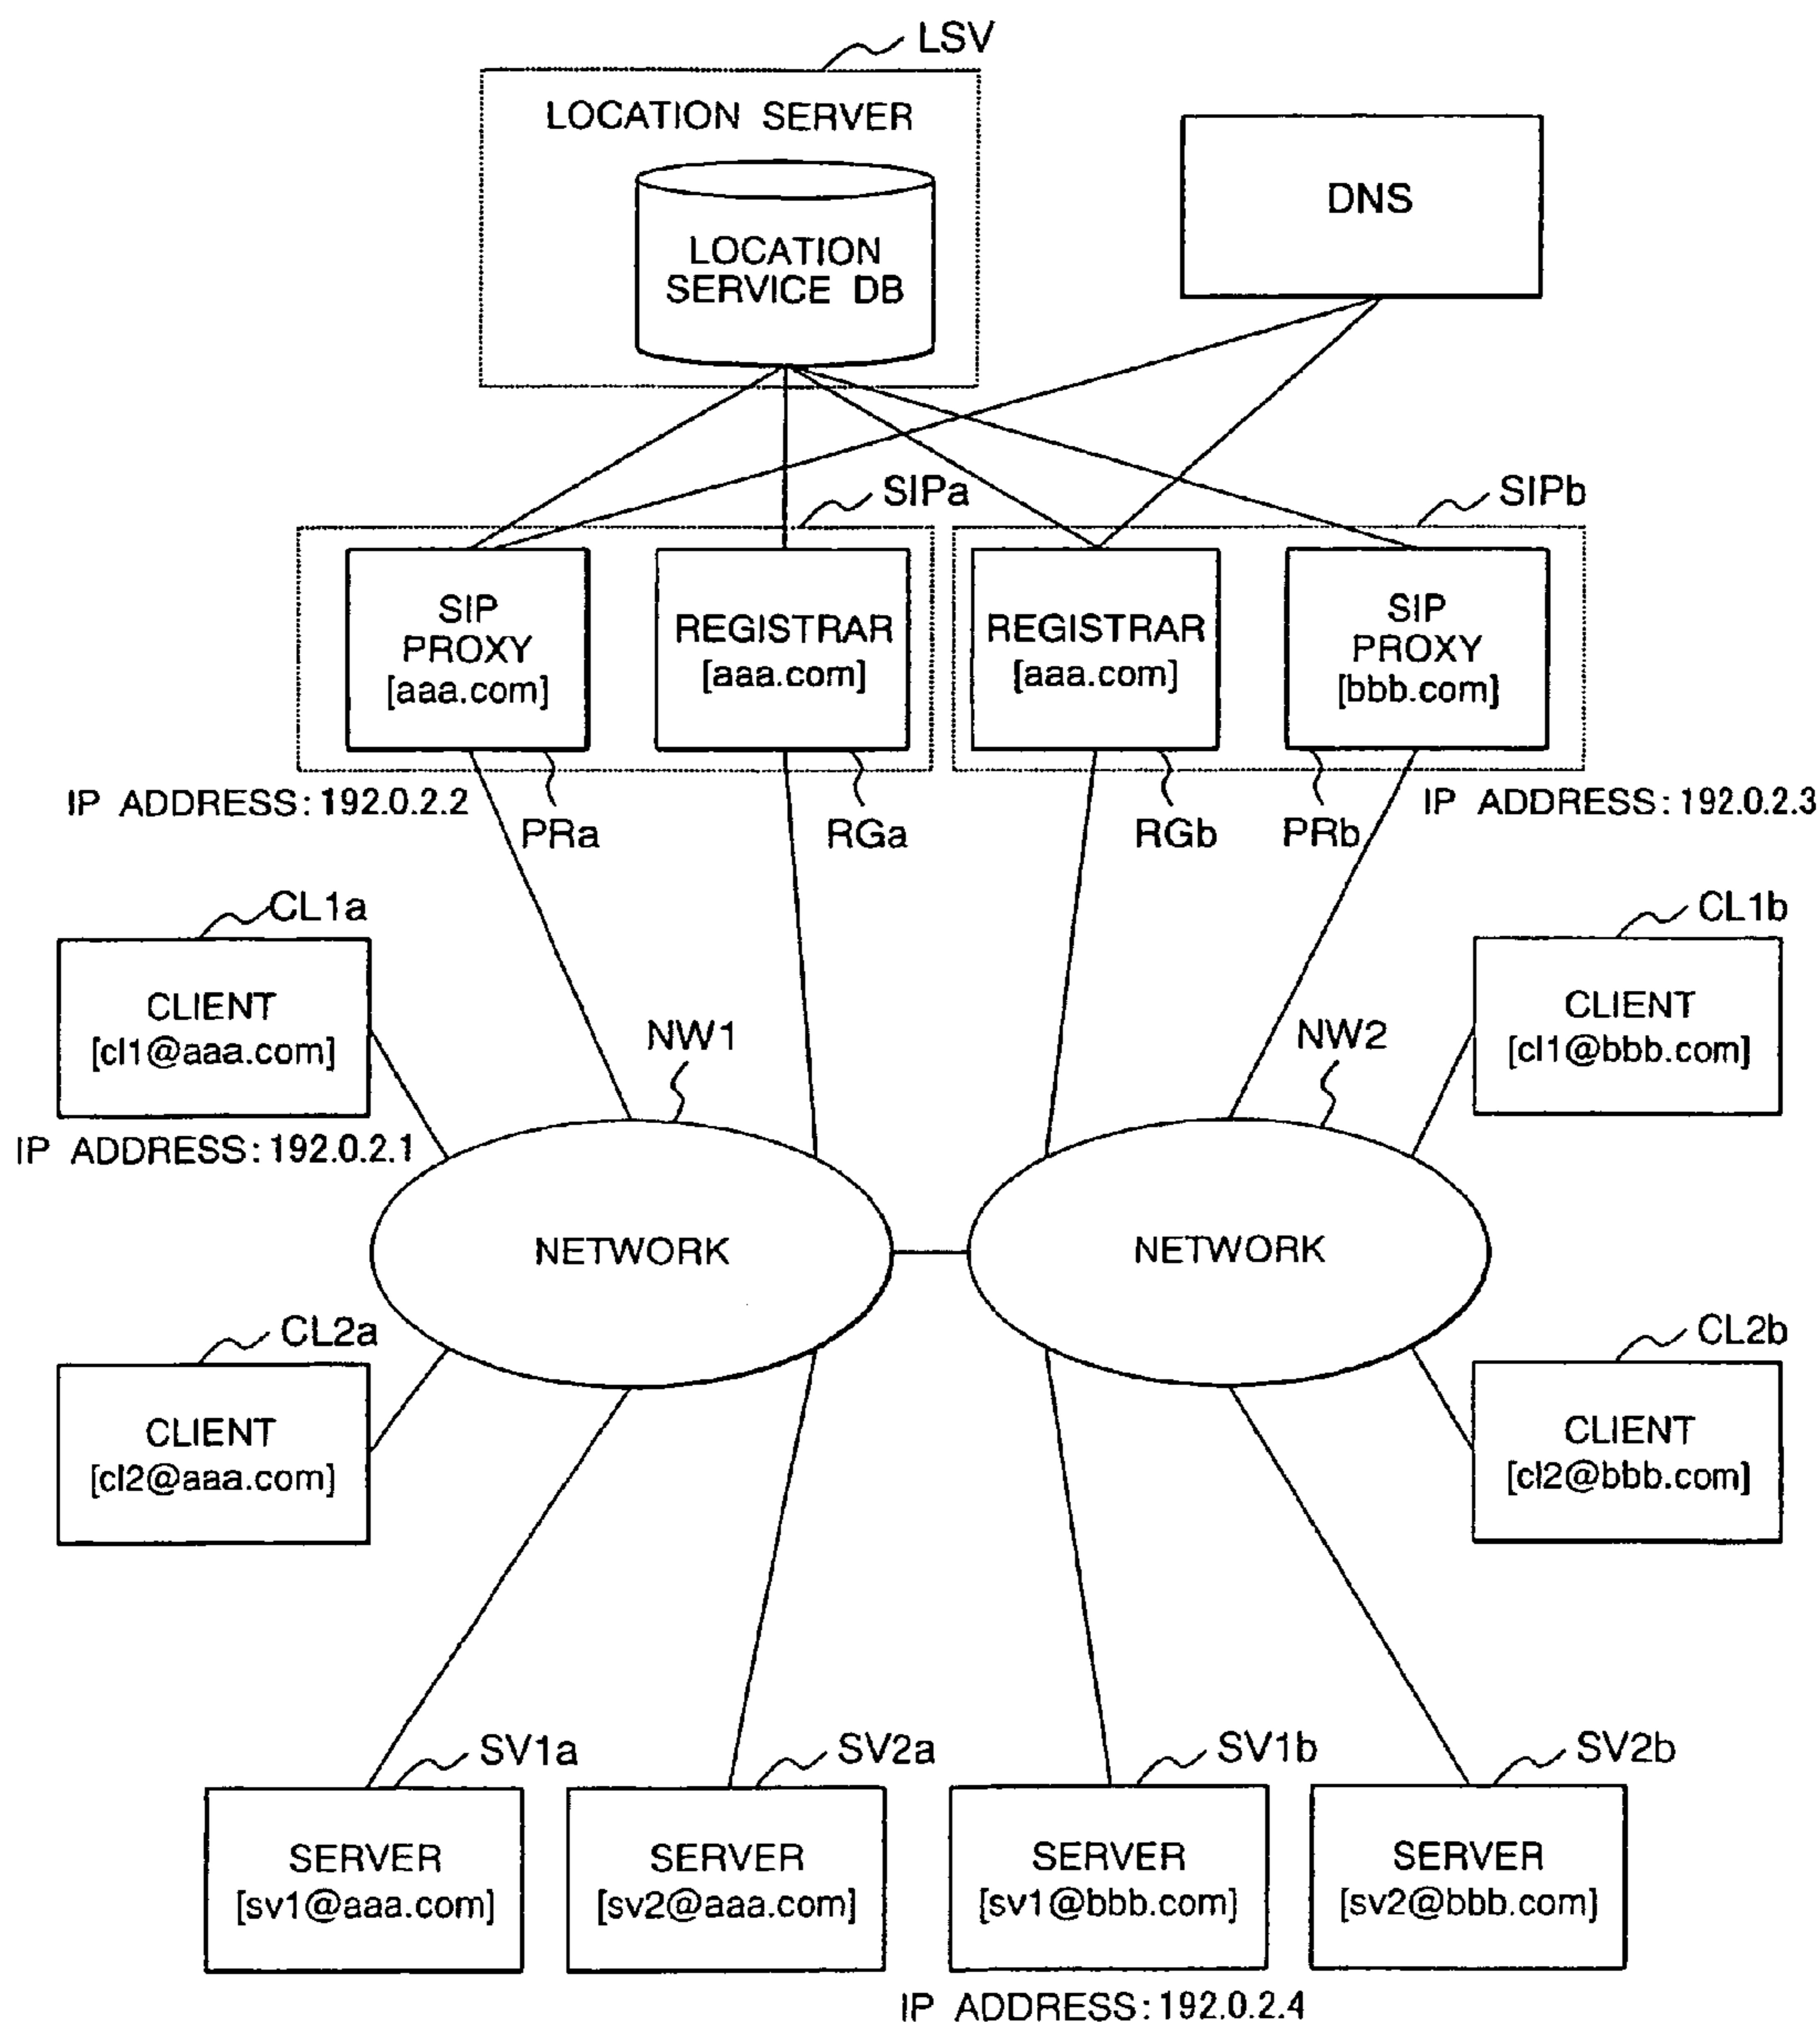 LSV
LOCATION SERVER
LOCATION
SERVICE DB
DNS
SIPa
SIPb
SIP
PROXY
[aaa.com]
REGISTRAR
[aaa.com]
REGISTRAR
[aaa.com]
SIP
PROXY
[bbb.com]
IP ADDRESS: 192.0.2.2
PRa
RGa
RGb
PRb
IP ADDRESS: 192.0.2.3
CL1a
CLIENT
[cl1@aaa.com]
IP ADDRESS: 192.0.2.1
NW1
NW2
CL1b
CLIENT
[cl1@bbb.com]
NETWORK
NETWORK
CL2a
CLIENT
[cl2@aaa.com]
CL2b
CLIENT
[cl2@bbb.com]
SV1a
SERVER
[sv1@aaa.com]
SV2a
SERVER
[sv2@aaa.com]
SV1b
SERVER
[sv1@bbb.com]
IP ADDRESS: 192.0.2.4
SV2b
SERVER
[sv2@bbb.com]